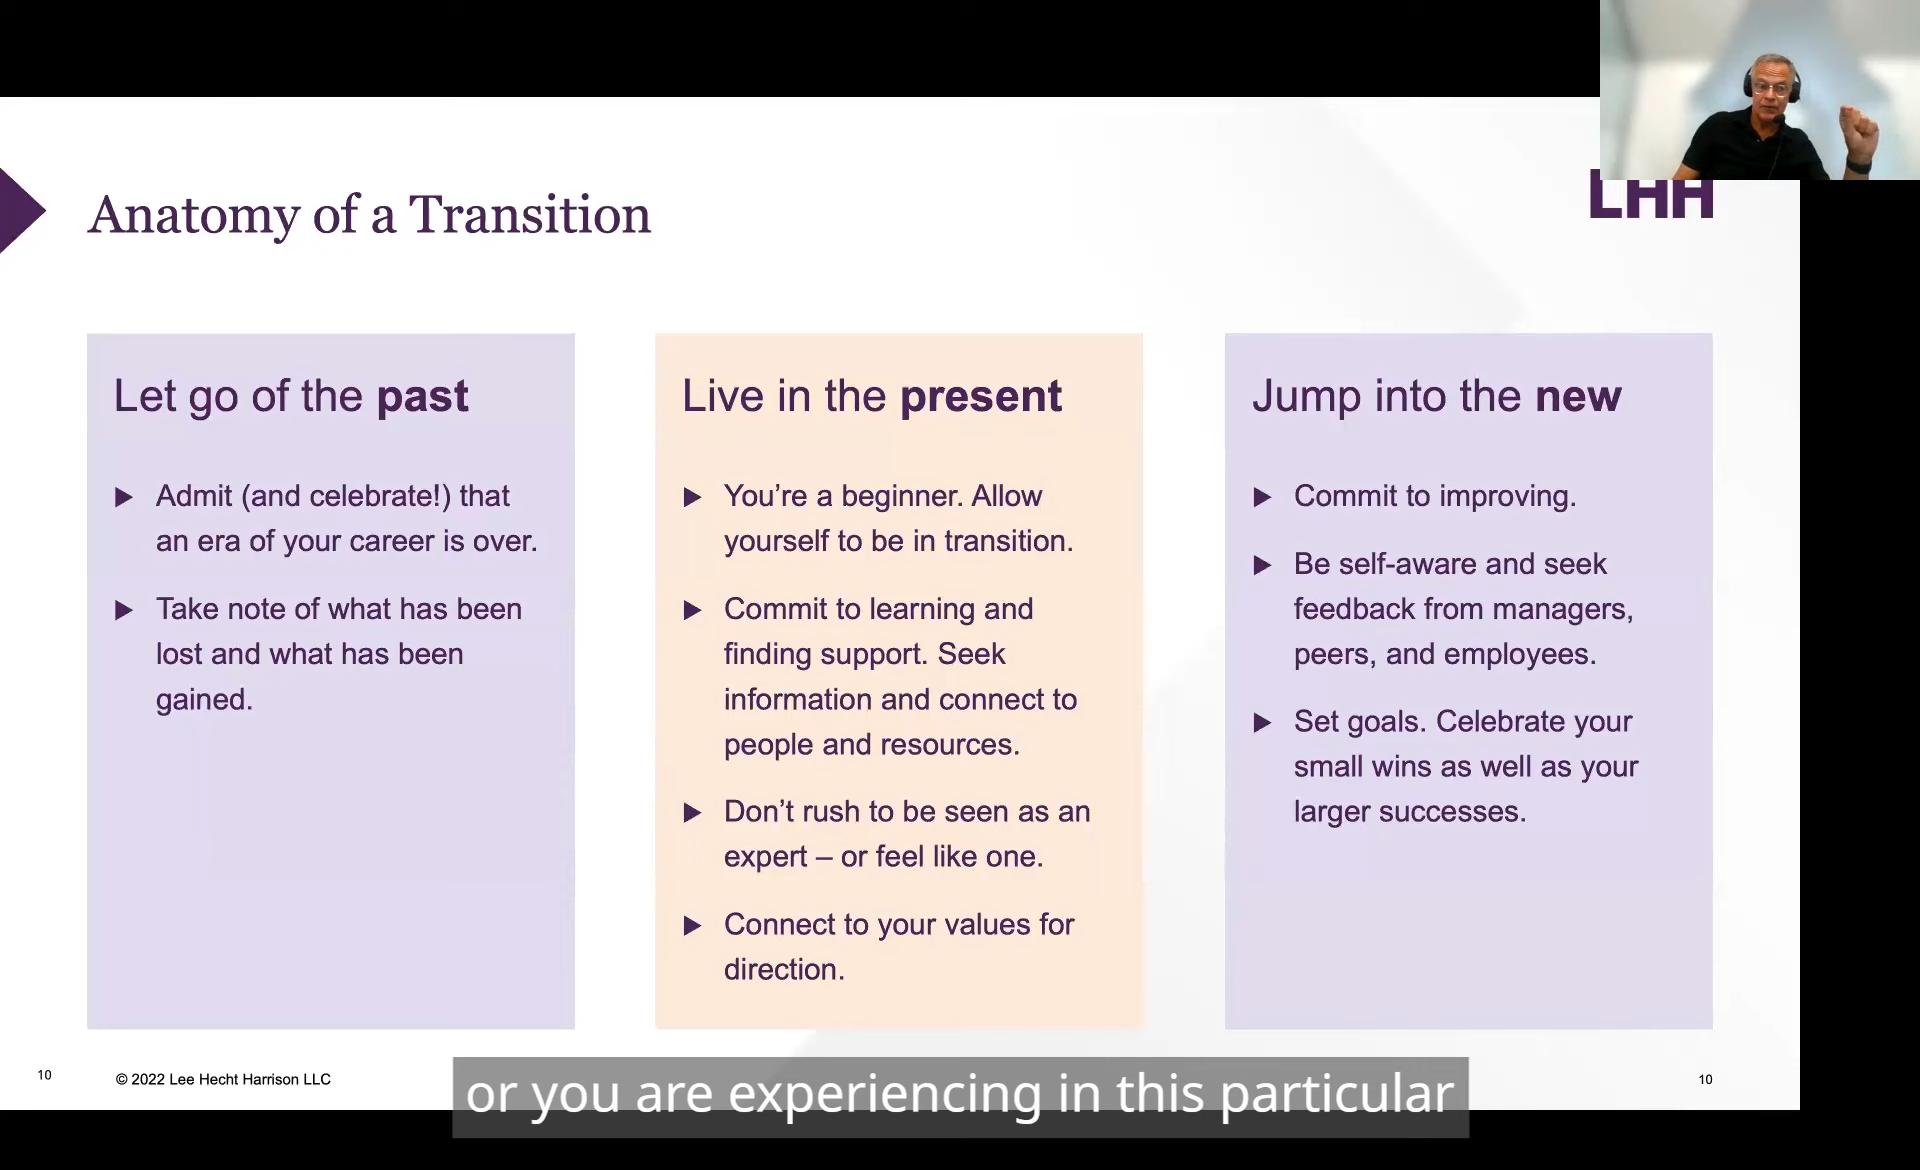 LHH
Anatomy of a Transition
Let go of the past
▶ Admit (and celebrate!) that
an era of your career is over.
▶ Take note of what has been
lost and what has been
gained.
Live in the present
▶ You’re a beginner. Allow
yourself to be in transition.
▶ Commit to learning and
finding support. Seek
information and connect to
people and resources.
▶ Don’t rush to be seen as an
expert – or feel like one.
▶ Connect to your values for
direction.
Jump into the new
▶ Commit to improving.
▶ Be self-aware and seek
feedback from managers,
peers, and employees.
▶ Set goals. Celebrate your
small wins as well as your
larger successes.
10
© 2022 Lee Hecht Harrison LLC
or you are experiencing in this particular
10